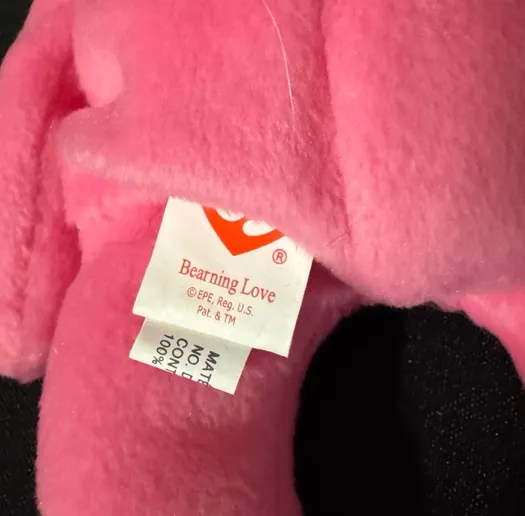 ®
Bearning Love
© EPE, Reg. U.S.
Pat. & TM
MATE
NO. D
CONT
100%